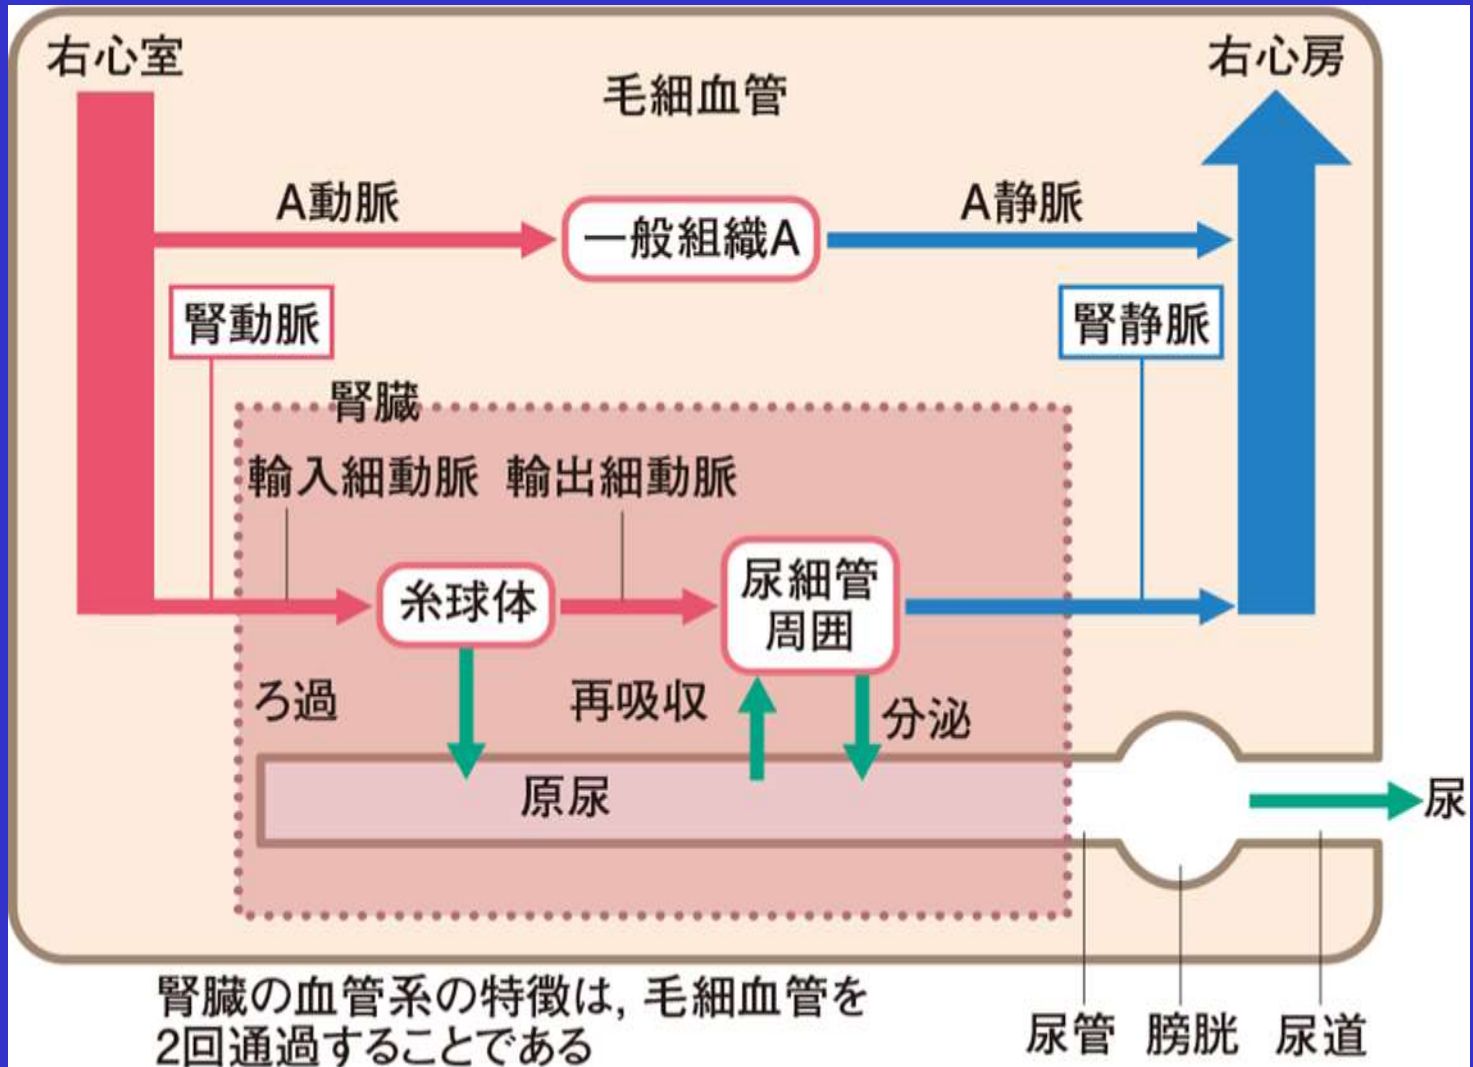 右心室
右心房
毛細血管
A動脈
A静脈
一般組織A
腎動脈
腎静脈
腎臓
輸入細動脈
輸出細動脈
糸球体
尿細管
周囲
ろ過
再吸収
分泌
原尿
尿
腎臓の血管系の特徴は, 毛細血管を
2回通過することである
尿管
膀胱
尿道